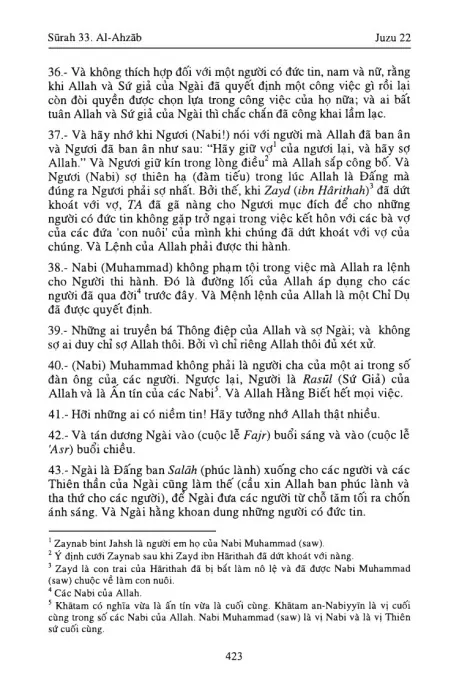 Sūrah 33. Al-Ahzāb Juzu 22
36.- Và không thích hợp đối với một người có đức tin, nam và nữ, rằng
khi Allah và Sứ giả của Ngài đã quyết định một công việc gì rồi lại
còn đòi quyền được chọn lựa trong công việc của họ nữa; và ai bất
tuân Allah và Sứ giả của Ngài thì chắc chắn đã công khai lầm lạc.
37.- Và hãy nhớ khi Ngươi (Nabi!) nói với người mà Allah đã ban ân
và Ngươi đã ban ân như sau: “Hãy giữ vợ¹ của ngươi lại, và hãy sợ
Allah.” Và Ngươi giữ kín trong lòng điều² mà Allah sắp công bố. Và
Ngươi (Nabi) sợ thiên hạ (đàm tiếu) trong lúc Allah là Đấng mà
đúng ra Ngươi phải sợ nhất. Bởi thế, khi Zayd (ibn Hârithah)³ đã dứt
khoát với vợ, TA đã gả nàng cho Ngươi mục đích để cho những
người có đức tin không gặp trở ngại trong việc kết hôn với các bà vợ
của các đứa 'con nuôi' của mình khi chúng đã dứt khoát với vợ của
chúng. Và Lệnh của Allah phải được thi hành.
38.- Nabi (Muhammad) không phạm tội trong việc mà Allah ra lệnh
cho Người thi hành. Đó là đường lối của Allah áp dụng cho các
người đã qua đời⁴ trước đây. Và Mệnh lệnh của Allah là một Chỉ Dụ
đã được quyết định.
39.- Những ai truyền bá Thông điệp của Allah và sợ Ngài; và không
sợ ai duy chỉ sợ Allah thôi. Bởi vì chỉ riêng Allah thôi đủ xét xử.
40.- (Nabi) Muhammad không phải là người cha của một ai trong số
đàn ông của các người. Ngược lại, Người là Rasūl (Sứ Giả) của
Allah và là Ấn tín của các Nabi⁵. Và Allah Hằng Biết hết mọi việc.
41.- Hỡi những ai có niềm tin! Hãy tưởng nhớ Allah thật nhiều.
42.- Và tán dương Ngài vào (cuộc lễ Fajr) buổi sáng và vào (cuộc lễ
'Asr) buổi chiều.
43.- Ngài là Đấng ban Salāh (phúc lành) xuống cho các người và các
Thiên thần của Ngài cũng làm thế (cầu xin Allah ban phúc lành và
tha thứ cho các người), để Ngài đưa các người từ chỗ tăm tối ra chốn
ánh sáng. Và Ngài hằng khoan dung những người có đức tin.
¹ Zaynab bint Jahsh là người em họ của Nabi Muhammad (saw).
² Ý định cưới Zaynab sau khi Zayd ibn Hârithah đã dứt khoát với nàng.
³ Zayd là con trai của Hârithah đã bị bắt làm nô lệ và đã được Nabi Muhammad
(saw) chuộc về làm con nuôi.
⁴ Các Nabi của Allah.
⁵ Khātam có nghĩa vừa là ấn tín vừa là cuối cùng. Khātam an-Nabiyyīn là vị cuối
cùng trong số các Nabi của Allah. Nabi Muhammad (saw) là vị Nabi và là vị Thiên
sứ cuối cùng.
423